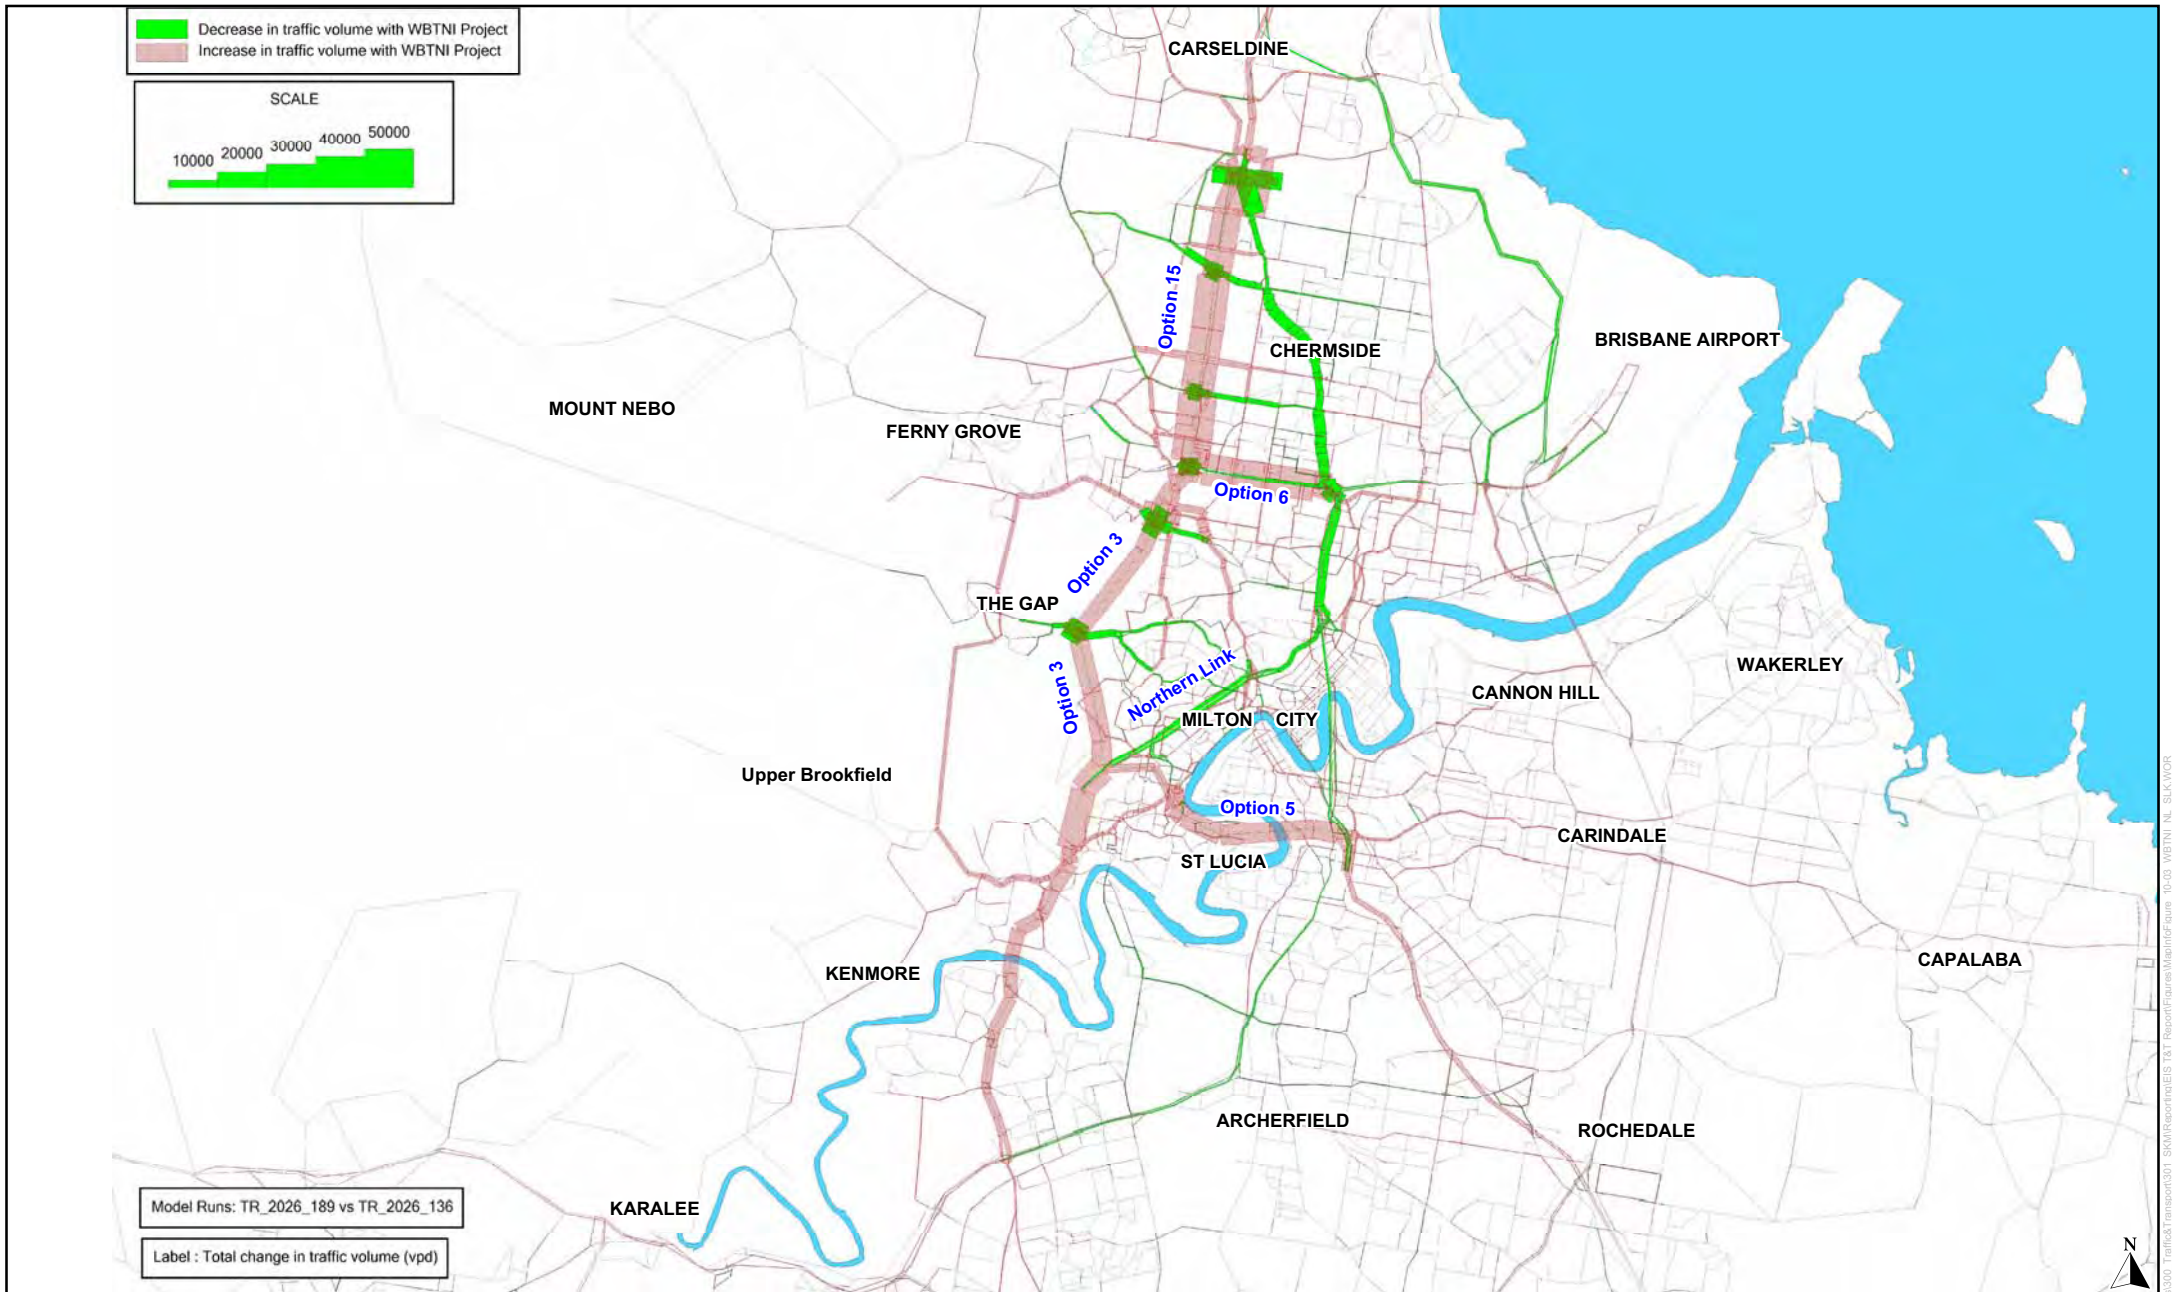 Decrease in traffic volume with WBTNI Project
Increase in traffic volume with WBTNI Project
SCALE
10000 20000 30000 40000 50000
CARSELDINE
Option 15
CHERMSIDE
BRISBANE AIRPORT
MOUNT NEBO
FERNY GROVE
Option 6
Option 3
THE GAP
Option 3
Northern Link
WAKERLEY
CANNON HILL
MILTON
CITY
Upper Brookfield
Option 5
CARINDALE
ST LUCIA
KENMORE
CAPALABA
ARCHERFIELD
ROCHEDALE
KARALEE
Model Runs: TR_2026_189 vs TR_2026_136
Label : Total change in traffic volume (vpd)
N